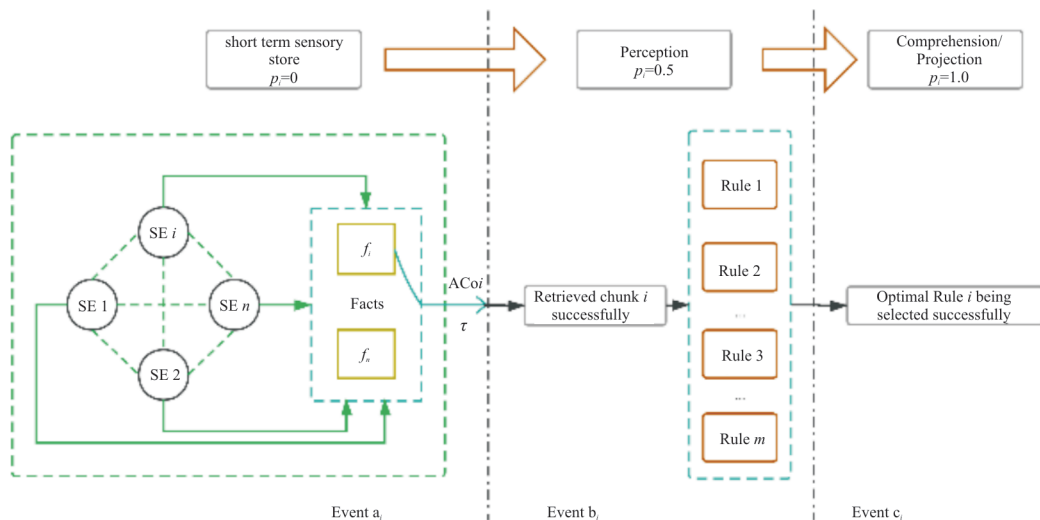 short term sensory
store
pᵢ=0
Perception
pᵢ=0.5
Comprehension/
Projection
pᵢ=1.0
SE i
SE 1
SE n
SE 2
fᵢ
Facts
fₙ
ACoi
τ
Retrieved chunk i
successfully
Rule 1
Rule 2
...
Rule 3
...
Rule m
Optimal Rule i being
selected successfully
Event aᵢ
Event bᵢ
Event cᵢ